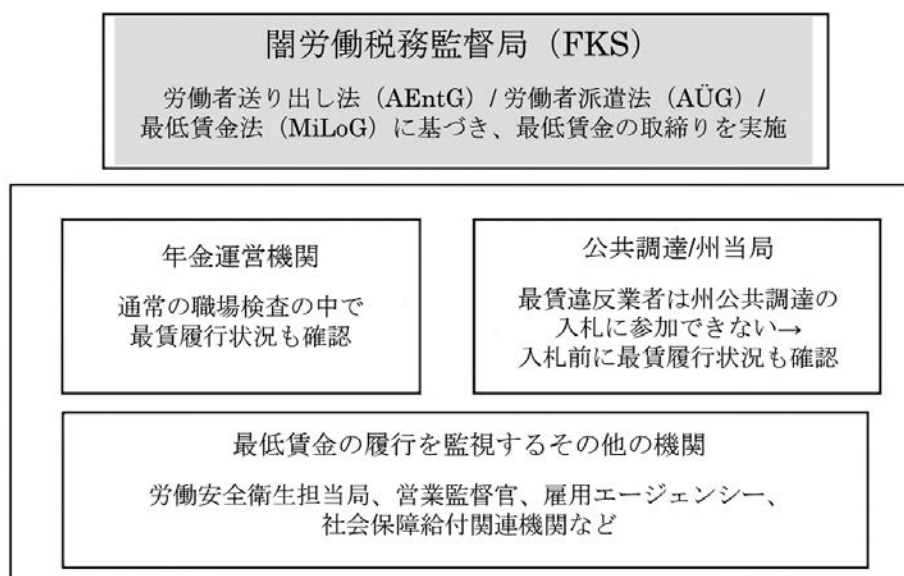 闇労働税務監督局（FKS）
労働者送り出し法（AEntG）/ 労働者派遣法（AÜG）/
最低賃金法（MiLoG）に基づき、最低賃金の取締りを実施
年金運営機関
通常の職場検査の中で
最賃履行状況も確認
公共調達/州当局
最賃違反業者は州公共調達の
入札に参加できない→
入札前に最賃履行状況も確認
最低賃金の履行を監視するその他の機関
労働安全衛生担当局、営業監督官、雇用エージェンシー、
社会保障給付関連機関など